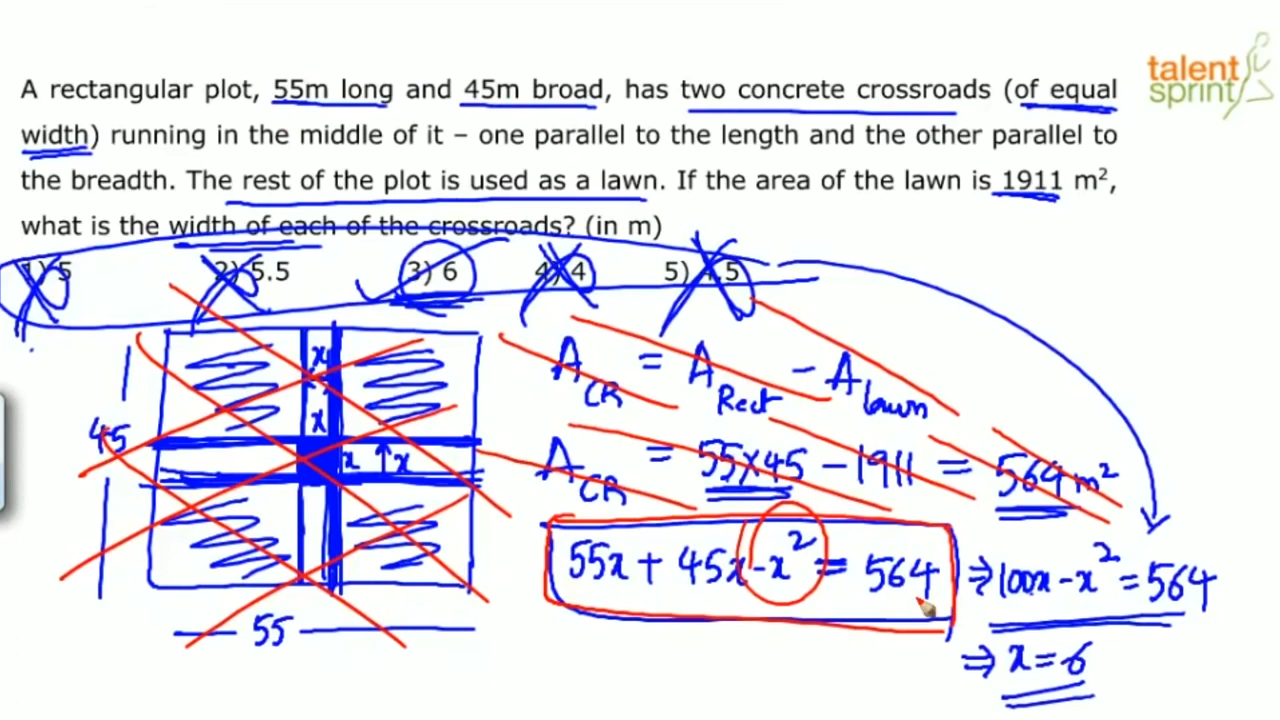 talent
sprint
A rectangular plot, 55m long and 45m broad, has two concrete crossroads (of equal
width) running in the middle of it – one parallel to the length and the other parallel to
the breadth. The rest of the plot is used as a lawn. If the area of the lawn is 1911 m²,
what is the width of each of the crossroads? (in m)
1) 5 2) 5.5 3) 6 4) 4 5) 4.5
x
x
45
x x
55
A_CR = A_Rect - A_lawn
A_CR = 55x45 - 1911 = 564 m²
55x + 45x - x² = 564 ⇒ 100x - x² = 564
⇒ x = 6